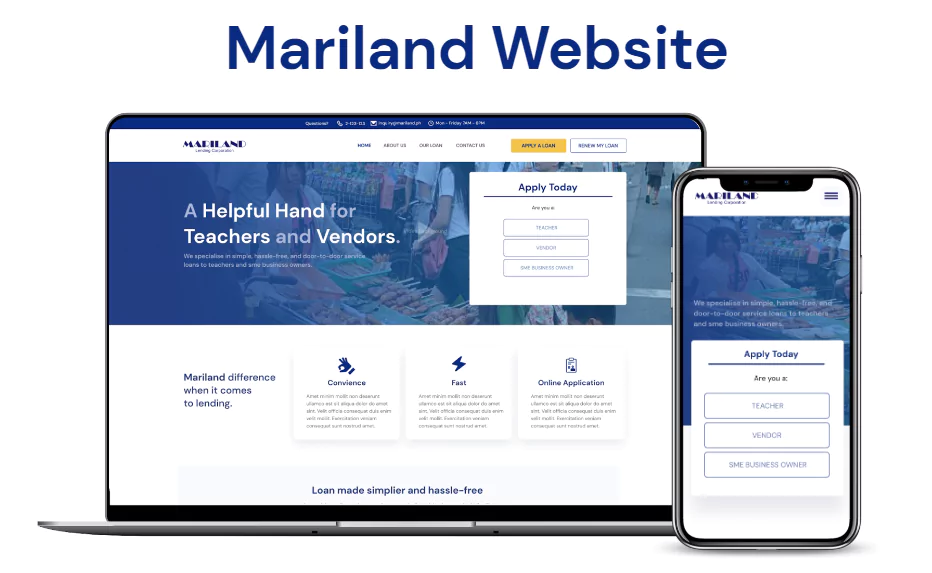 Mariland Website
Questions? 2-123-111 inquiry@mariland.ph Mon - Friday 7AM - 87M
MARILAND
Lending Corporation
HOME ABOUT US OUR LOAN CONTACT US APPLY A LOAN RENEW MY LOAN
A Helpful Hand for
Teachers and Vendors.
We specialise in simple, hassle-free, and door-to-door service
loans to teachers and sme business owners.
Apply Today
Are you a:
TEACHER
VENDOR
SME BUSINESS OWNER
Mariland difference
when it comes
to lending.
Convience
Amet minim mollit non deserunt
ullamco est sit aliqua dolor do amet
sint. Velit officia consequat duis enim
velit mollit. Exercitation veniam
consequat sunt nostrud amet.
Fast
Amet minim mollit non deserunt
ullamco est sit aliqua dolor do amet
sint. Velit officia consequat duis enim
velit mollit. Exercitation veniam
consequat sunt nostrud amet.
Online Application
Amet minim mollit non deserunt
ullamco est sit aliqua dolor do amet
sint. Velit officia consequat duis enim
velit mollit. Exercitation veniam
consequat sunt nostrud amet.
Loan made simplier and hassle-free
MARILAND
Lending Corporation
We specialise in simple, hassle-free, and
door-to-door service loans to teachers
and sme business owners.
Apply Today
Are you a:
TEACHER
VENDOR
SME BUSINESS OWNER